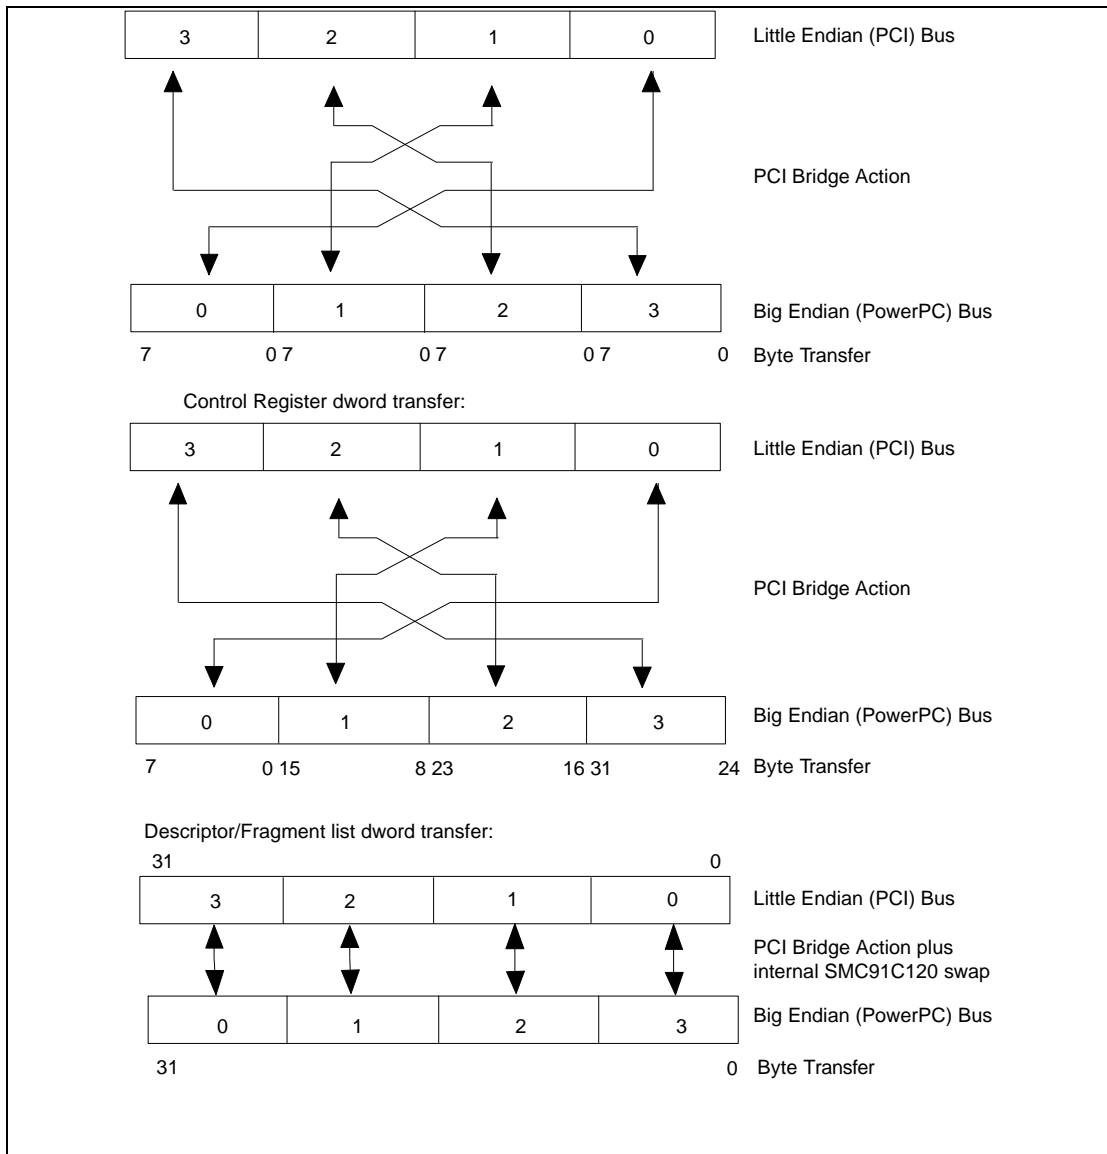 3 2 1 0 Little Endian (PCI) Bus
PCI Bridge Action
0 1 2 3 Big Endian (PowerPC) Bus
7 0 7 0 7 0 7 0 Byte Transfer
Control Register dword transfer:
3 2 1 0 Little Endian (PCI) Bus
PCI Bridge Action
0 1 2 3 Big Endian (PowerPC) Bus
7 0 15 8 23 16 31 24 Byte Transfer
Descriptor/Fragment list dword transfer:
31 0
3 2 1 0 Little Endian (PCI) Bus
PCI Bridge Action plus
internal SMC91C120 swap
0 1 2 3 Big Endian (PowerPC) Bus
31 0 Byte Transfer